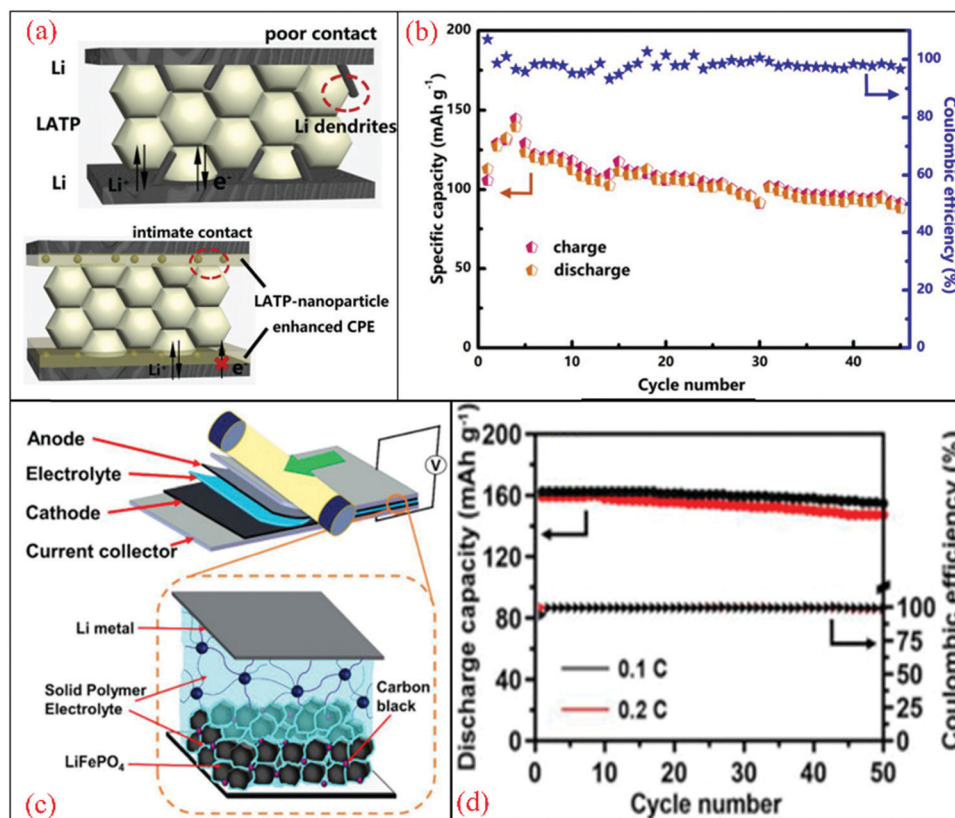 (a)
poor contact
Li
LATP
Li
Li dendrites
Li⁺
e⁻
intimate contact
LATP-nanoparticle
enhanced CPE
Li⁺
e⁻
(b)
Specific capacity (mAh g⁻¹)
200
150
100
50
0
0 10 20 30 40
Cycle number
charge
discharge
100
80
60
40
20
0
Coulombic efficiency (%)
(c)
Anode
Electrolyte
Cathode
Current collector
V
Li metal
Solid Polymer
Electrolyte
LiFePO₄
Carbon
black
(d)
Discharge capacity (mAh g⁻¹)
200
160
120
80
40
0
0 10 20 30 40 50
Cycle number
0.1 C
0.2 C
100
75
50
25
0
Coulombic efficiency (%)